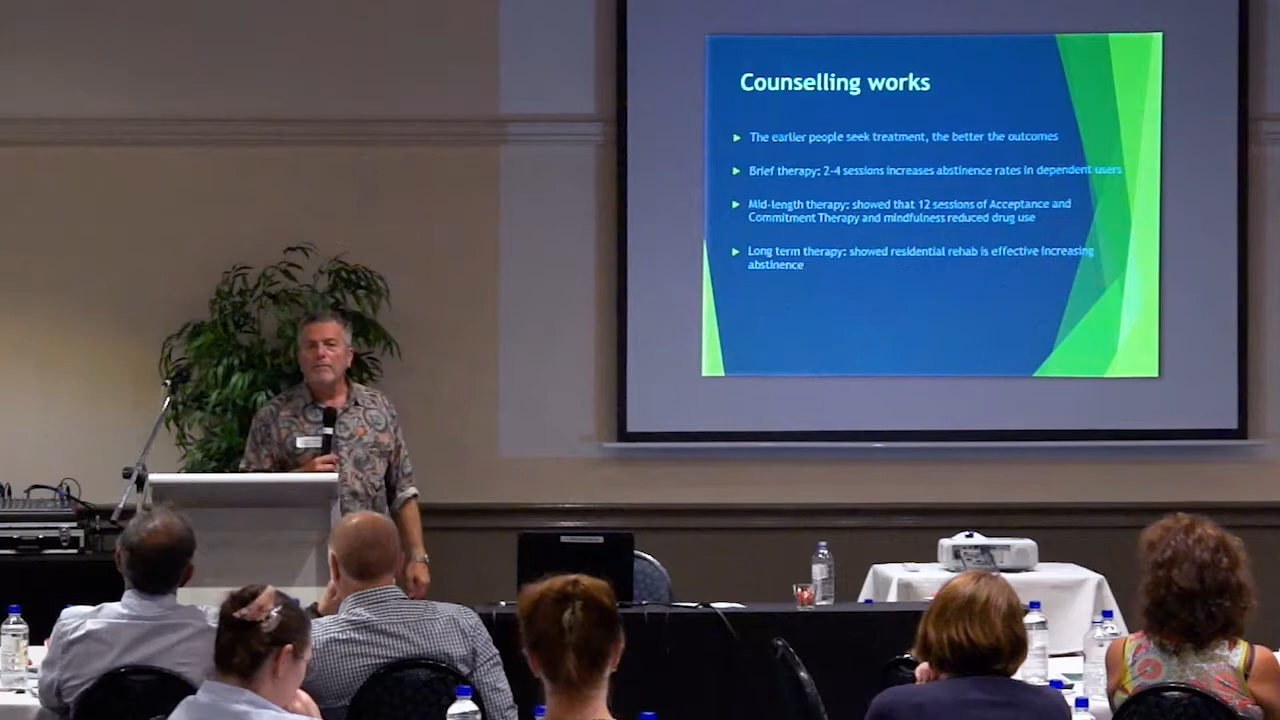 Counselling works
The earlier people seek treatment, the better the outcomes
Brief therapy: 2-4 sessions increases abstinence rates in dependent users
Mid-length therapy: showed that 12 sessions of Acceptance and
Commitment Therapy and mindfulness reduced drug use
Long term therapy: showed residential rehab is effective increasing
abstinence